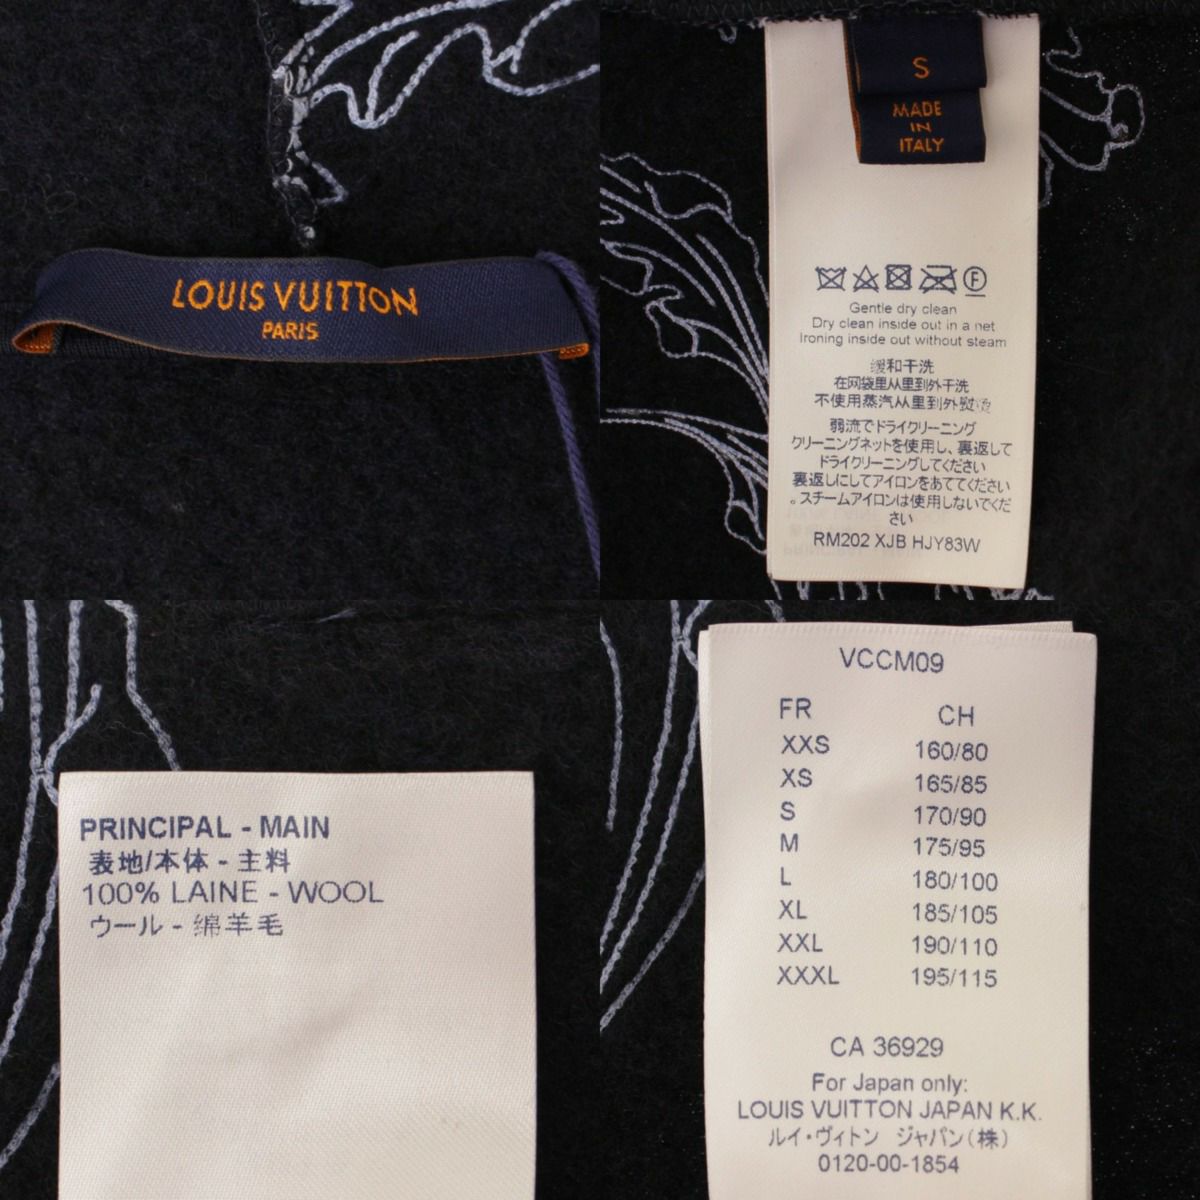 LOUIS VUITTON
PARIS
S
MADE
IN
ITALY
F
Gentle dry clean
Dry clean inside out in a net
Ironing inside out without steam
缓和干洗
在网袋里从里到外干洗
不使用蒸汽从里到外熨烫
弱流でドライクリーニング
クリーニングネットを使用し、裏返して
ドライクリーニングしてください
裏返しにしてアイロンをあててください
。スチームアイロンは使用しないでくだ
さい
RM202 XJB HJY83W
PRINCIPAL - MAIN
表地/本体 - 主料
100% LAINE - WOOL
ウール - 绵羊毛
VCCM09
FR CH
XXS 160/80
XS 165/85
S 170/90
M 175/95
L 180/100
XL 185/105
XXL 190/110
XXXL 195/115
CA 36929
For Japan only:
LOUIS VUITTON JAPAN K.K.
ルイ・ヴィトン ジャパン(株)
0120-00-1854